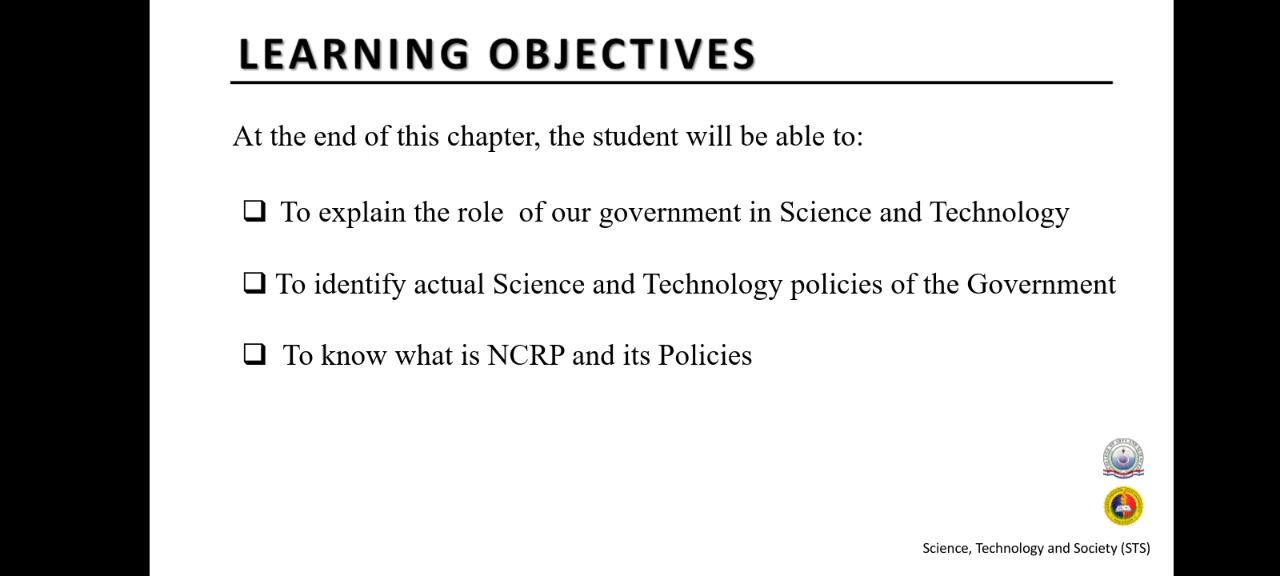 LEARNING OBJECTIVES
At the end of this chapter, the student will be able to:
❑ To explain the role  of our government in Science and Technology
❑ To identify actual Science and Technology policies of the Government
❑ To know what is NCRP and its Policies
Science, Technology and Society (STS)